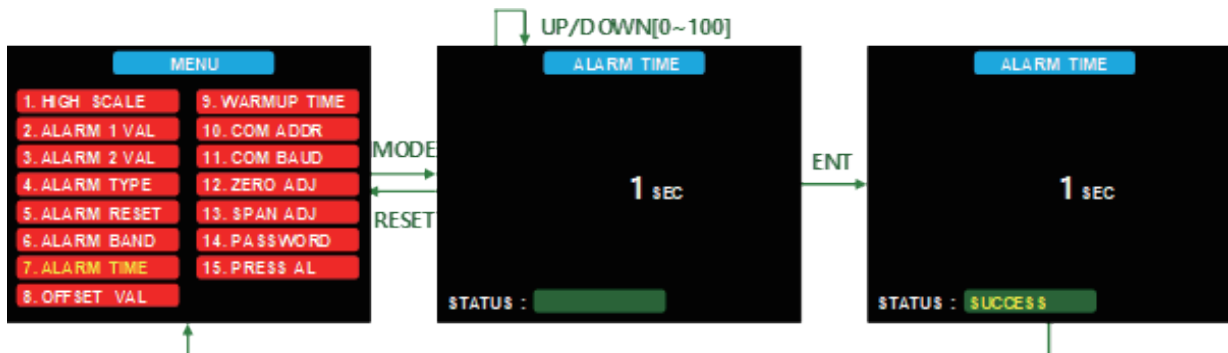 UP/DOWN[0~100]
MENU
1. HIGH SCALE
2. ALARM 1 VAL
3. ALARM 2 VAL
4. ALARM TYPE
5. ALARM RESET
6. ALARM BAND
7. ALARM TIME
8. OFFSET VAL
9. WARMUP TIME
10. COM ADDR
11. COM BAUD
12. ZERO ADJ
13. SPAN ADJ
14. PASSWORD
15. PRESS AL
MODE
RESET
ALARM TIME
1 SEC
STATUS :
ENT
ALARM TIME
1 SEC
STATUS : SUCCESS